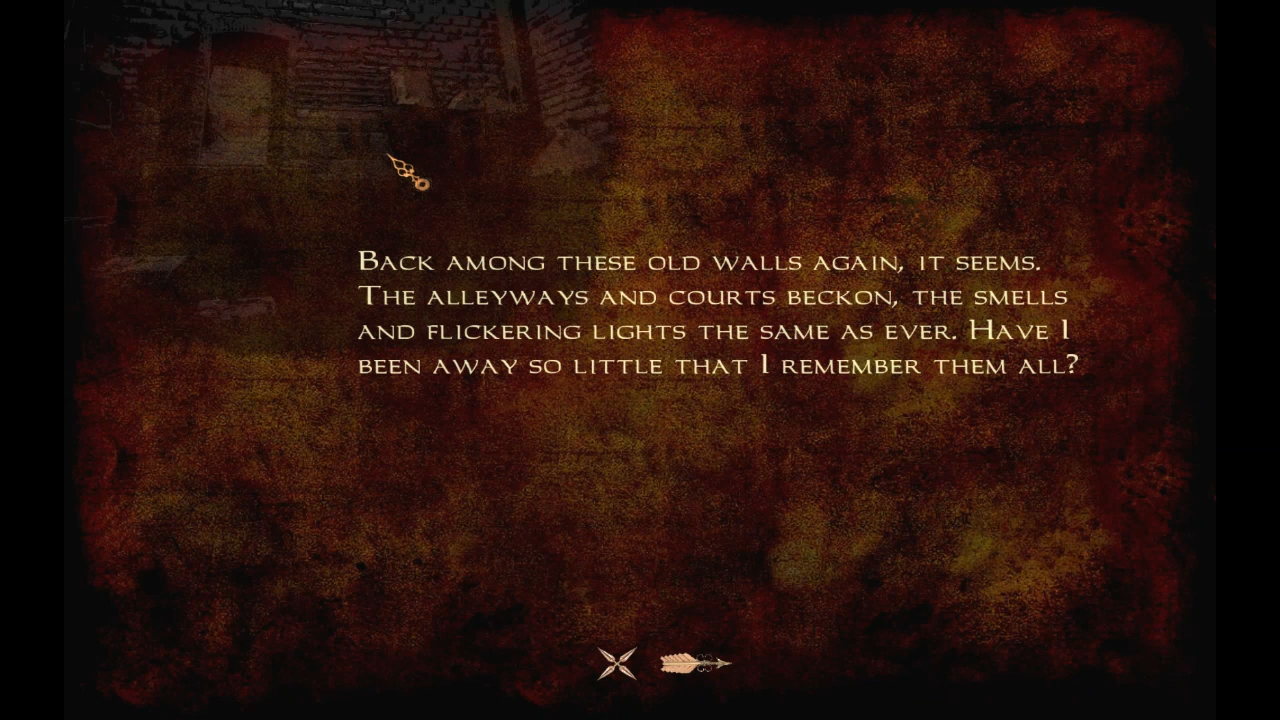 Back among these old walls again, it seems.
The alleyways and courts beckon, the smells
and flickering lights the same as ever. Have I
been away so little that I remember them all?